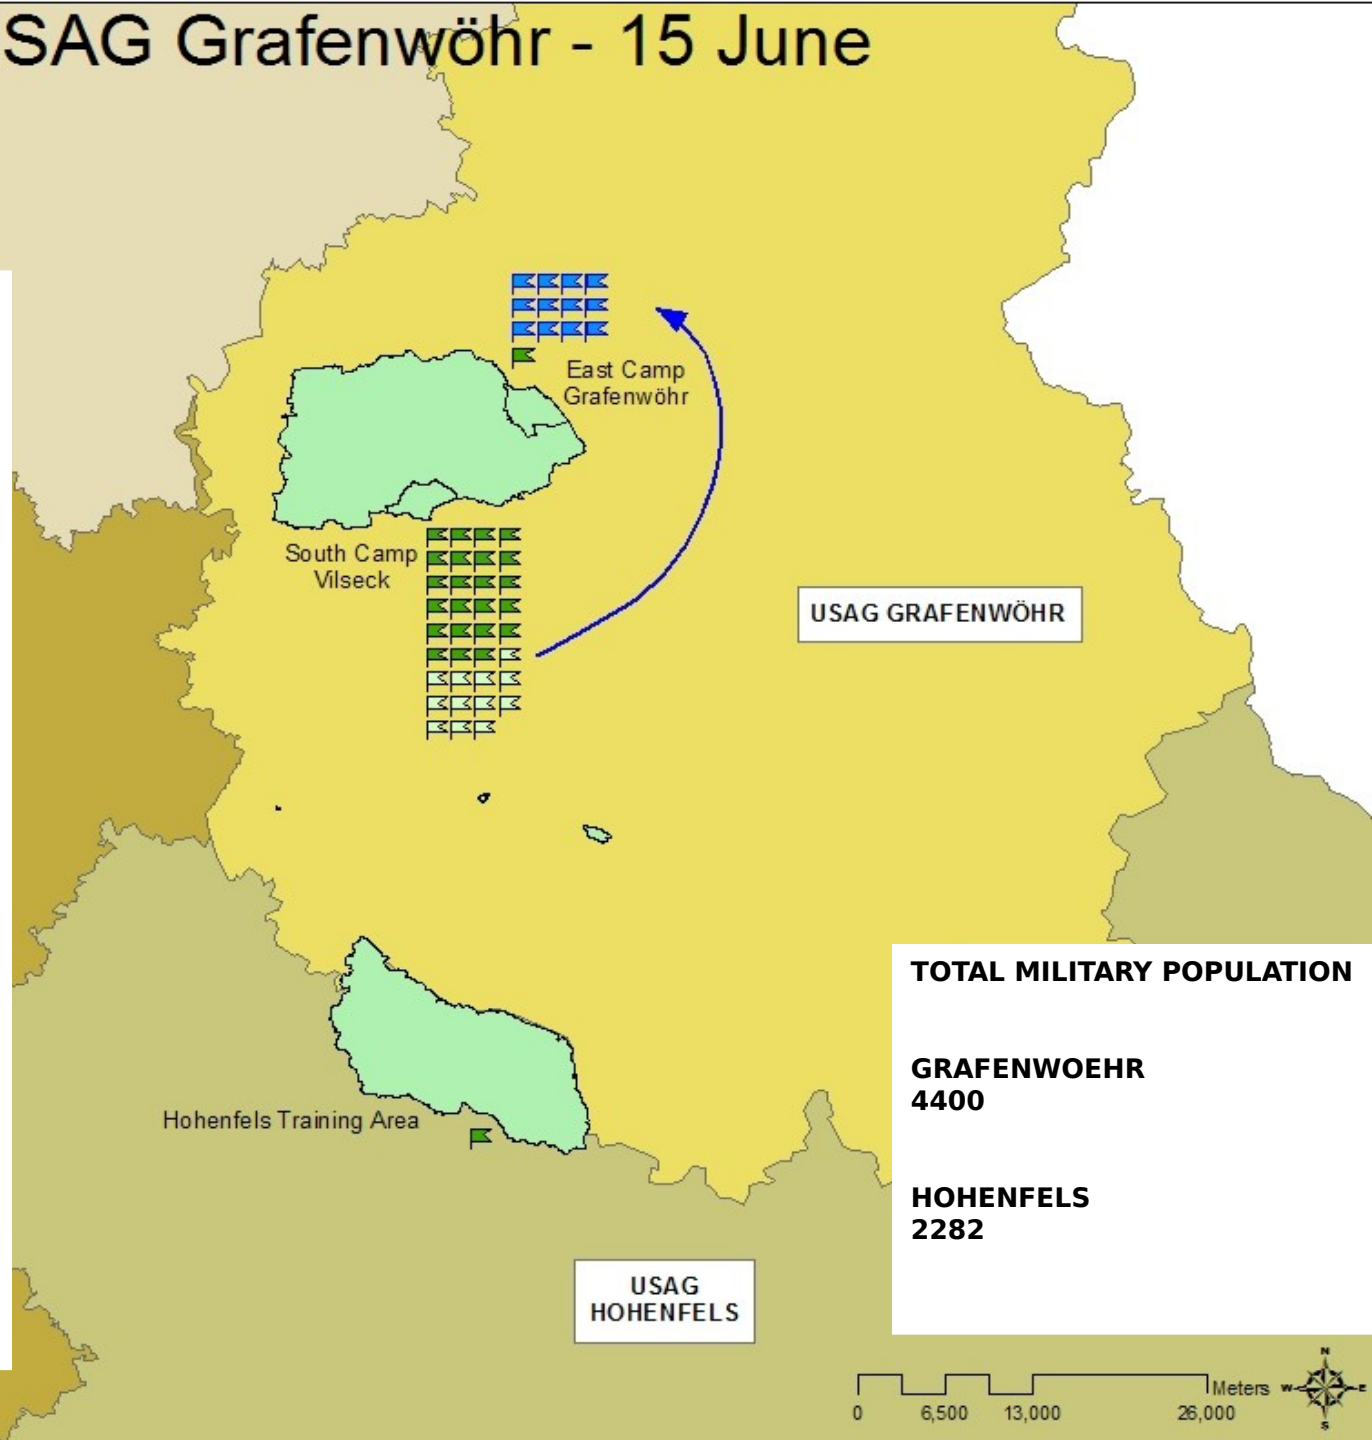 SAG Grafenwöhr - 15 June
East Camp
Grafenwöhr
South Camp
Vilseck
USAG GRAFENWÖHR
TOTAL MILITARY POPULATION
GRAFENWOEHR
4400
HOHENFELS
2282
Hohenfels Training Area
USAG
HOHENFELS
N
W
E
S
Meters
0
6,500
13,000
26,000